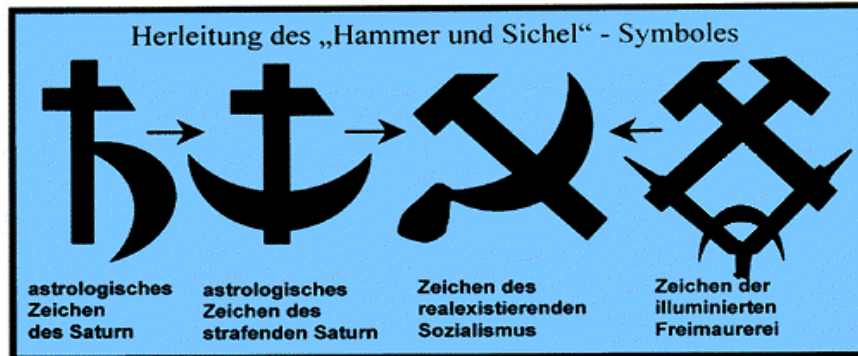 Herleitung des „Hammer und Sichel“ - Symboles
astrologisches
Zeichen
des Saturn
astrologisches
Zeichen des
strafenden Saturn
Zeichen des
realexistierenden
Sozialismus
Zeichen der
illuminierten
Freimaurerei